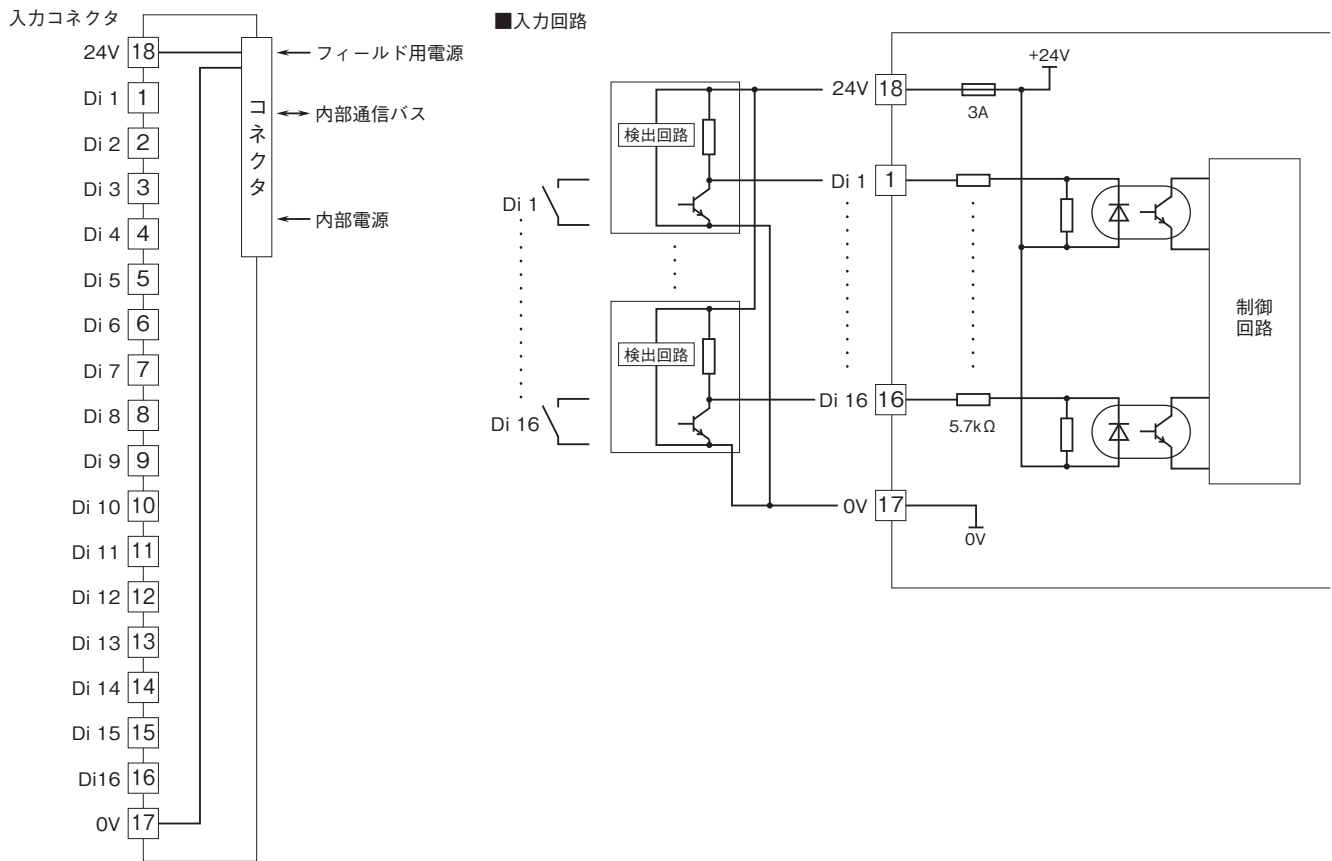 入力コネクタ
24V 18
Di 1 1
Di 2 2
Di 3 3
Di 4 4
Di 5 5
Di 6 6
Di 7 7
Di 8 8
Di 9 9
Di 10 10
Di 11 11
Di 12 12
Di 13 13
Di 14 14
Di 15 15
Di16 16
0V 17
コネクタ
フィールド用電源
内部通信バス
内部電源
■入力回路
検出回路
Di 1
検出回路
Di 16
24V 18
3A
+24V
Di 1 1
Di 16 16
5.7kΩ
0V 17
0V
制御
回路